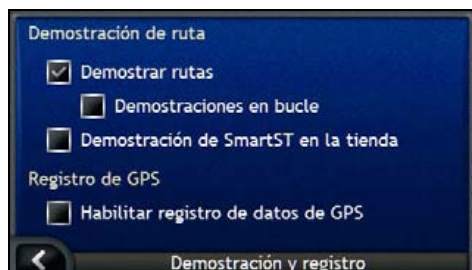 Demostración de ruta
Demostrar rutas
Demostraciones en bucle
Demostración de SmartST en la tienda
Registro de GPS
Habilitar registro de datos de GPS
Demostración y registro